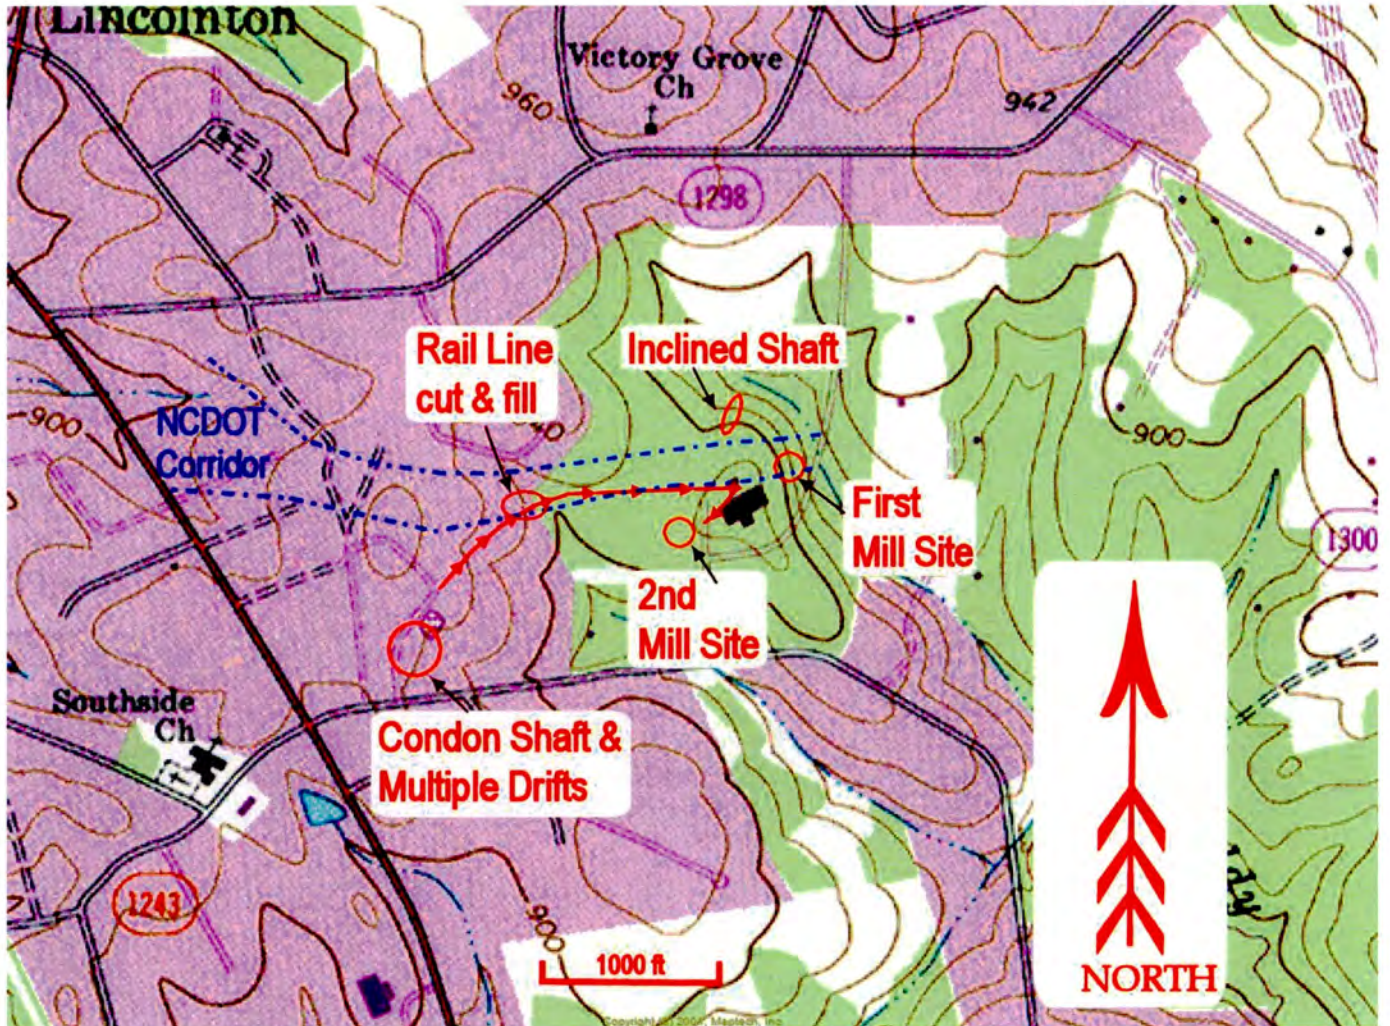 Lincolnton
Victory Grove
Ch
960
942
1298
Rail Line
cut & fill
Inclined Shaft
NCDOT
Corridor
900
40
900
First
Mill Site
1300
2nd
Mill Site
Southside
Ch
Condon Shaft &
Multiple Drifts
1243
900
1000 ft
NORTH